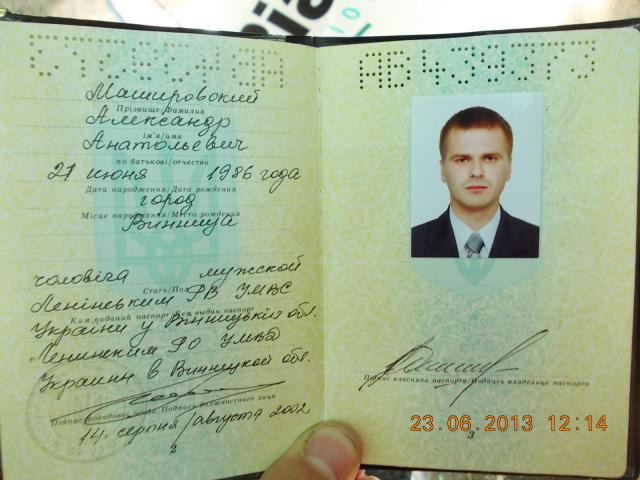 Машировский
Прізвище/Фамилия
Александр
ім'я/имя
Анатольевич
по батькові/отчество
21 июня 1986 года
Дата народження/Дата рождения
город
Місце народження/Место рождения
Винница
чоловіча мужской
Стать/Пол
Ленінським РВ УМВС
Ким виданий паспорт/Кем выдан паспорт
України у Вінницькій обл.
Ленинским РО УМВД
Украины в Винницкой обл.
Підпис посадової особи/Подпись должностного лица
14 серпня/августа 2002
2
АВ 439373
Підпис власника паспорта/Подпись владельца паспорта
23.06.2013 12:14
3